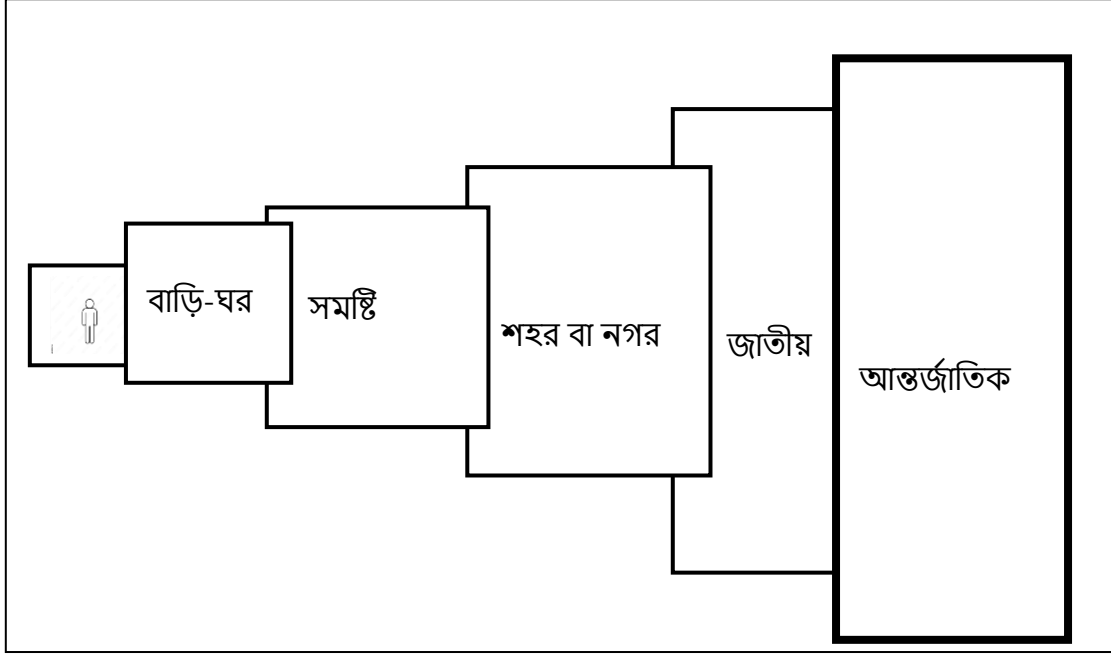 বাড়ি-ঘর
সমষ্টি
শহর বা নগর
জাতীয়
আন্তর্জাতিক